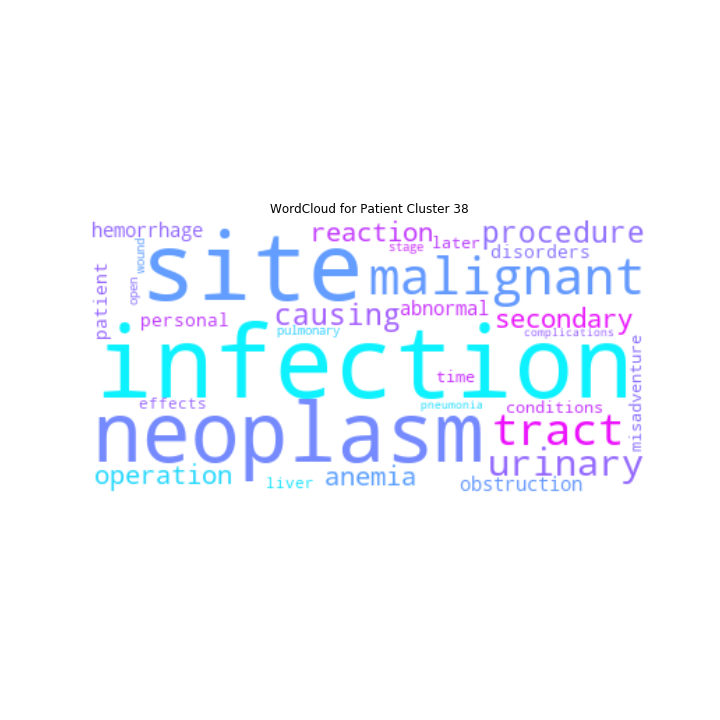 WordCloud for Patient Cluster 38
hemorrhage
reaction
procedure
stage
later
disorders
wound
open
patient
site
malignant
personal
causing
abnormal
secondary
pulmonary
complications
infection
time
misadventure
effects
pneumonia
conditions
neoplasm
tract
urinary
operation
liver
anemia
obstruction